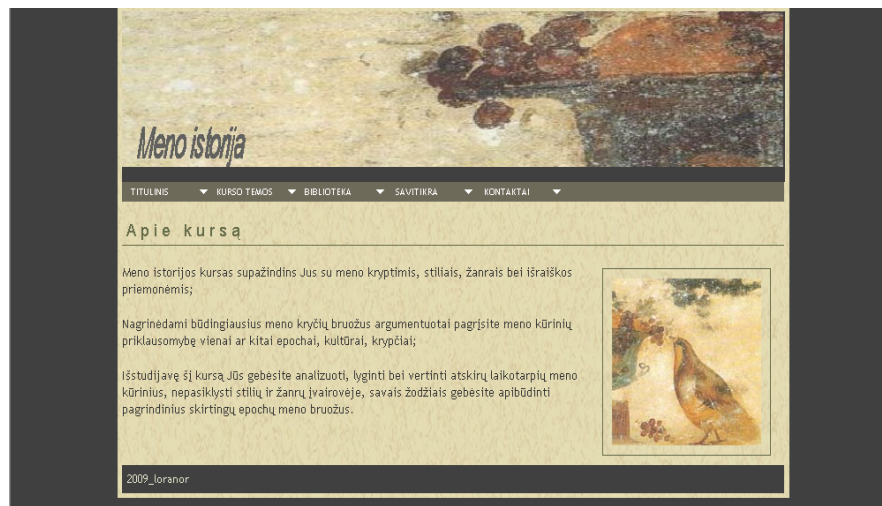 Meno istorija
TITULINIS KURSO TEMOS BIBLIOTEKA SAVITIKRA KONTAKTAI
Apie kursą
Meno istorijos kursas supažindins Jus su meno kryptimis, stiliais, žanrais bei išraiškos
priemonėmis;
Nagrinėdami būdingiausius meno krypčių bruožus argumentuotai pagrįsite meno kūrinių
priklausomybę vienai ar kitai epochai, kultūrai, krypčiai;
Išstudijavę šį kursą Jūs gebėsite analizuoti, lyginti bei vertinti atskirų laikotarpių meno
kūrinius, nepasiklysti stilių ir žanrų įvairovėje, savais žodžiais gebėsite apibūdinti
pagrindinius skirtingų epochų meno bruožus.
2009_loranor